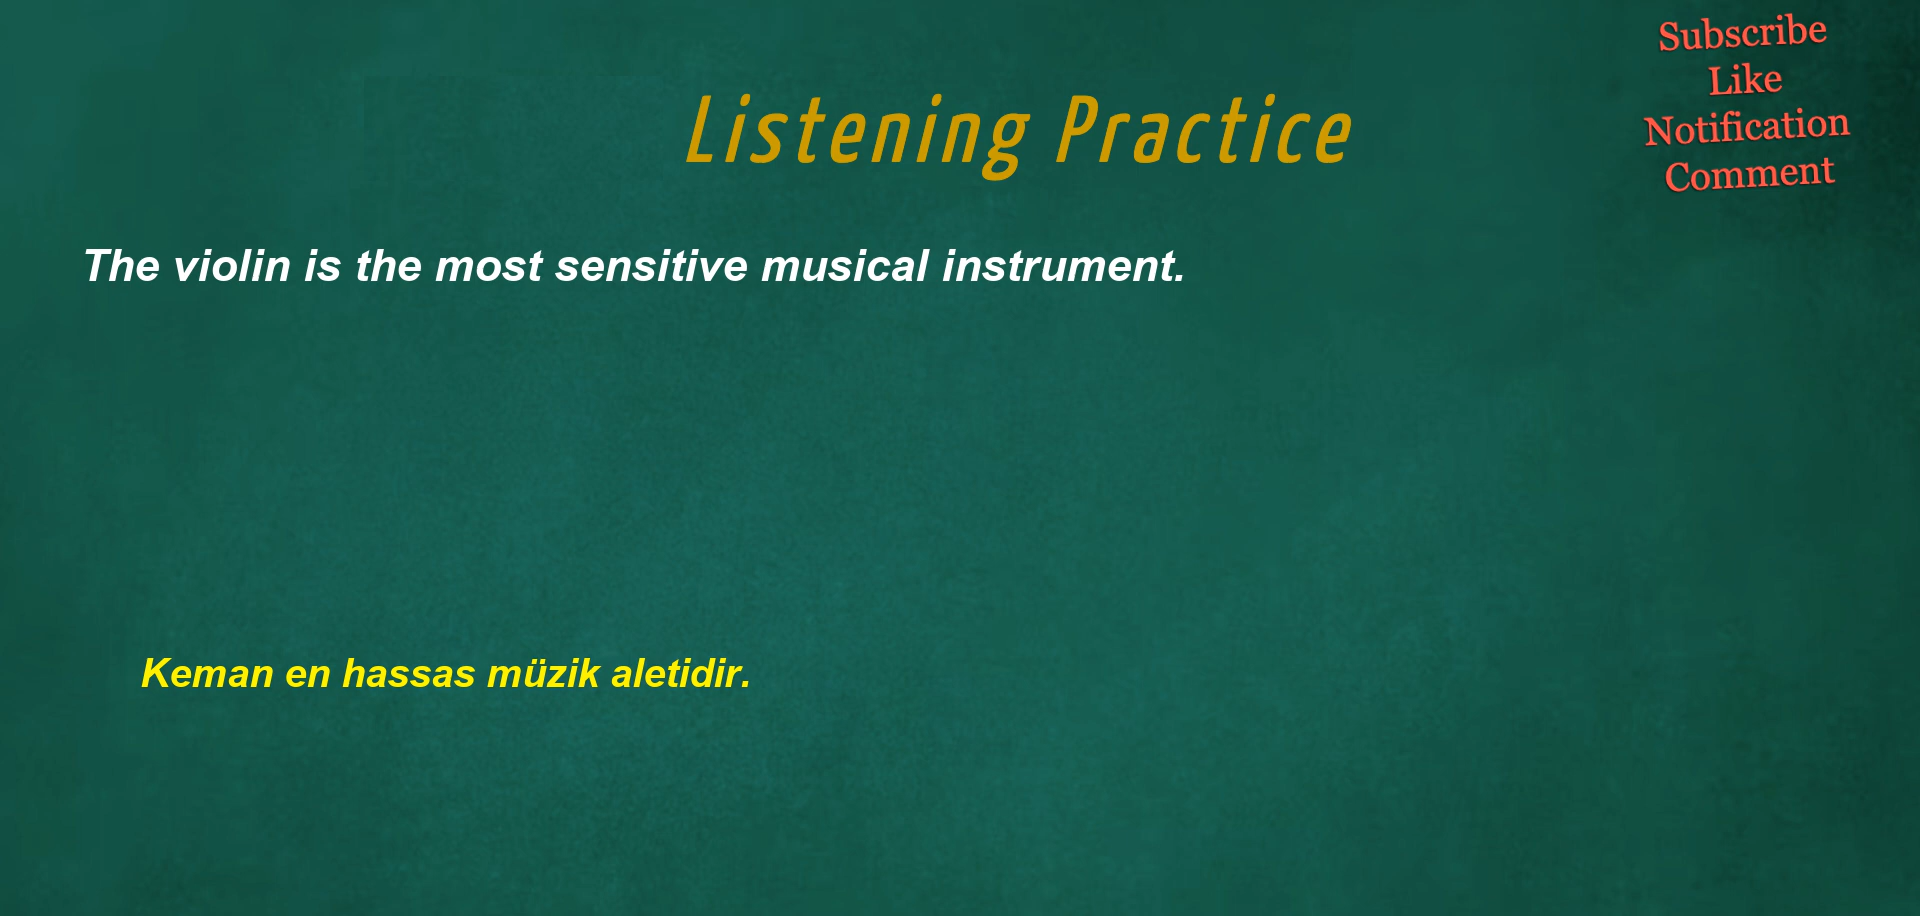 Listening Practice
Subscribe
Like
Notification
Comment
The violin is the most sensitive musical instrument.
Keman en hassas müzik aletidir.